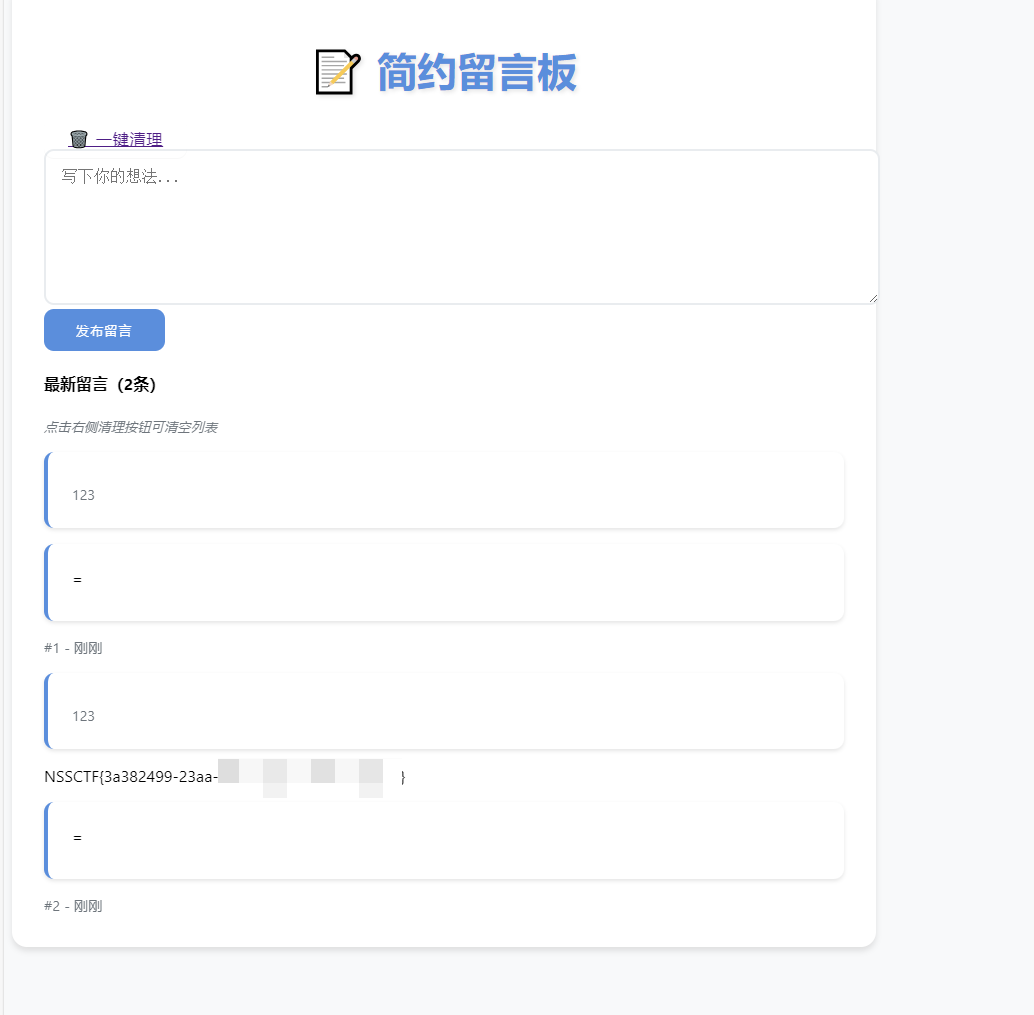 简约留言板
一键清理
写下你的想法...
发布留言
最新留言（2条）
点击右侧清理按钮可清空列表
123
=
#1 - 刚刚
123
NSSCTF{3a382499-23aa- }
=
#2 - 刚刚